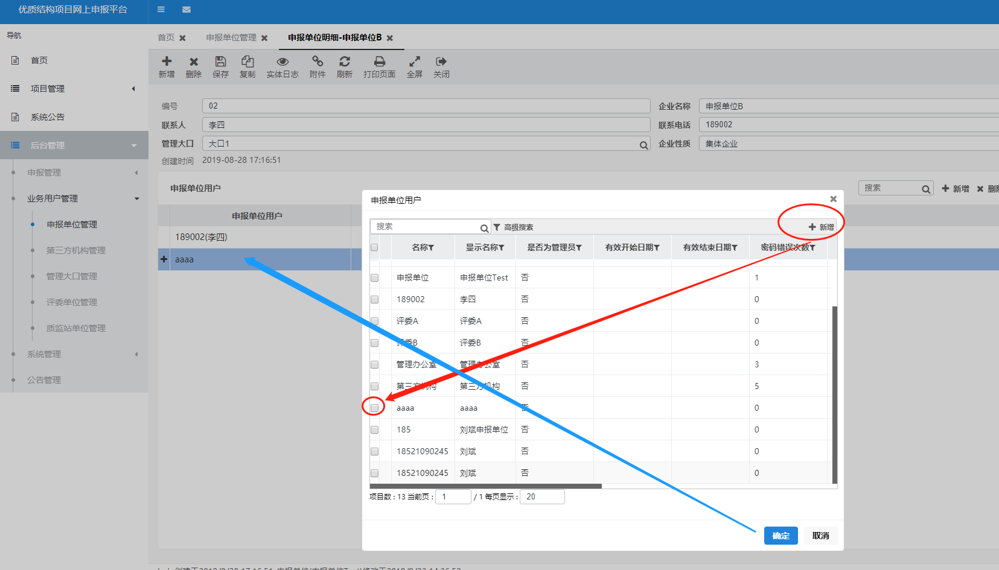 优质结构项目网上申报平台
导航
首页
项目管理
系统公告
后台管理
申报管理
业务用户管理
申报单位管理
第三方机构管理
管理大口管理
评委单位管理
质监站单位管理
系统管理
公告管理
首页 申报单位管理 申报单位明细-申报单位B
新增 删除 保存 复制 实体日志 附件 刷新 打印页面 全屏 关闭
编号 02 企业名称 申报单位B
联系人 李四 联系电话 189002
管理大口 大口1 企业性质 集体企业
创建时间 2019-08-28 17:16:51
申报单位用户 搜索 新增
申报单位用户
189002(李四)
aaaa
申报单位用户
搜索 高级搜索 新增
名称 显示名称 是否为管理员 有效开始日期 有效结束日期 密码错误次数
申报单位 申报单位Test 否 1
189002 李四 否 0
评委A 评委A 否 0
评委B 评委B 否 0
管理办公室 管理办公室 否 3
第三方机构 第三方机构 否 5
aaaa aaaa 否 0
185 刘斌申报单位 否 0
18521090245 刘斌 否 0
18521090245 刘斌 否 0
项目数 : 13 当前页 : 1 / 1 每页显示 : 20
确定 取消